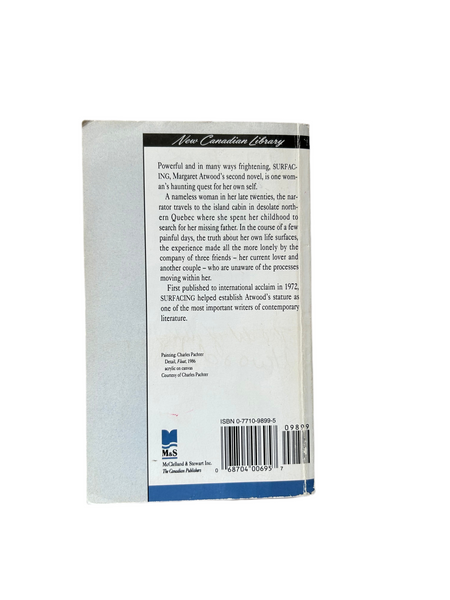 New Canadian Library
Powerful and in many ways frightening, SURFAC-
ING, Margaret Atwood's second novel, is one wom-
an's haunting quest for her own self.
A nameless woman in her late twenties, the nar-
rator travels to the island cabin in desolate north-
ern Quebec where she spent her childhood to
search for her missing father. In the course of a few
painful days, the truth about her own life surfaces,
the experience made all the more lonely by the
company of three friends – her current lover and
another couple – who are unaware of the processes
moving within her.
First published to international acclaim in 1972,
SURFACING helped establish Atwood's stature as
one of the most important writers of contemporary
literature.
Painting: Charles Pachter:
Detail, Float, 1986
acrylic on canvas
Courtesy of Charles Pachter
ISBN 0-7710-9899-5
09899
M&S
McClelland & Stewart Inc.
The Canadian Publishers
0 68704 00695 7